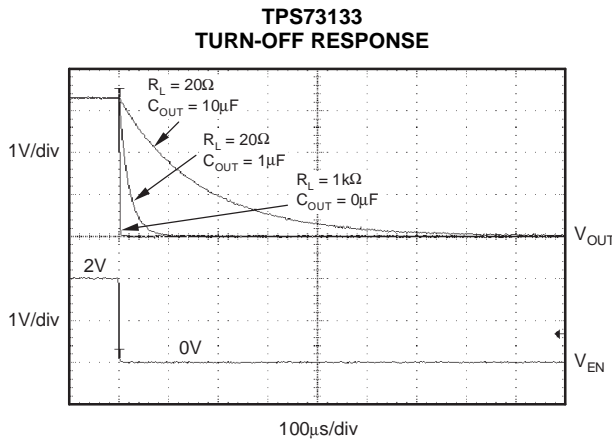 TPS73133
TURN-OFF RESPONSE
R_L = 20Ω
C_OUT = 10μF
R_L = 20Ω
C_OUT = 1μF
R_L = 1kΩ
C_OUT = 0μF
1V/div
V_OUT
2V
1V/div
0V
V_EN
100μs/div